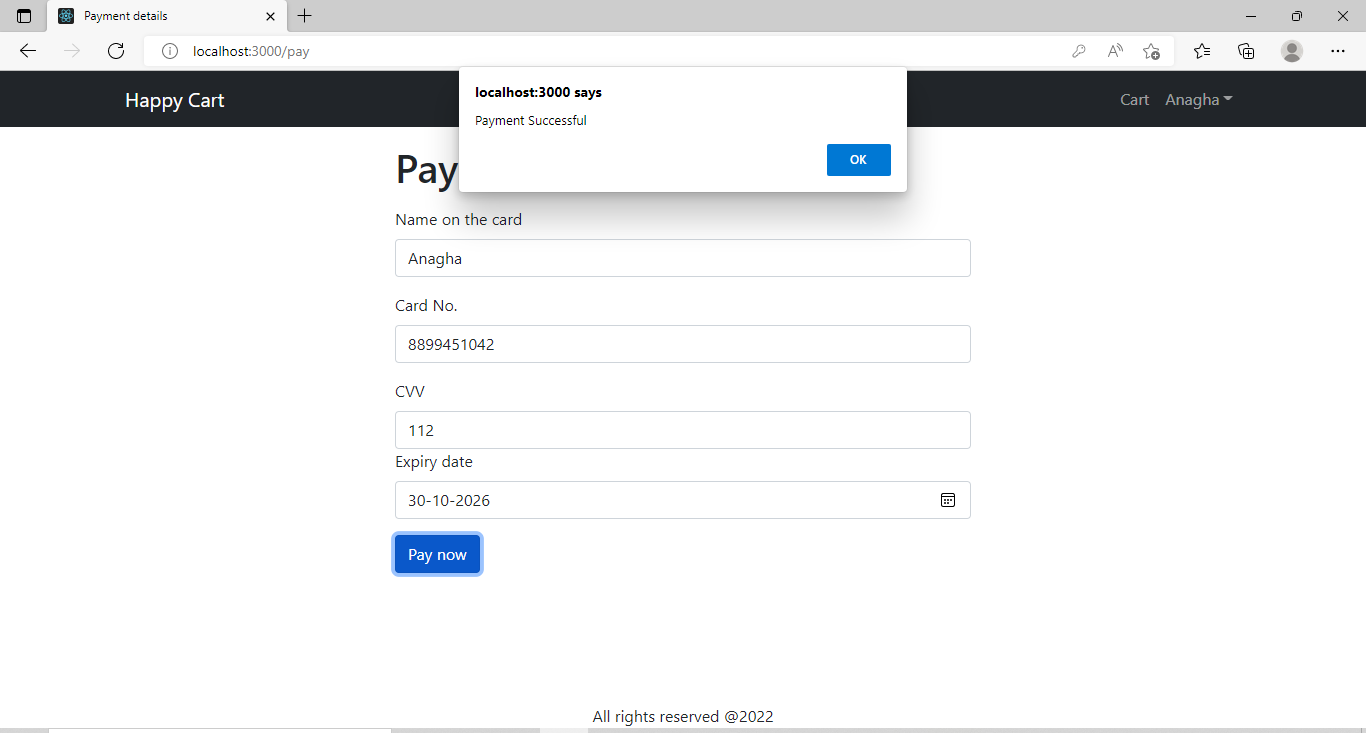 Payment details
localhost:3000/pay
Happy Cart
Cart Anagha
localhost:3000 says
Payment Successful
OK
Pay
Name on the card
Anagha
Card No.
8899451042
CVV
112
Expiry date
30-10-2026
Pay now
All rights reserved @2022